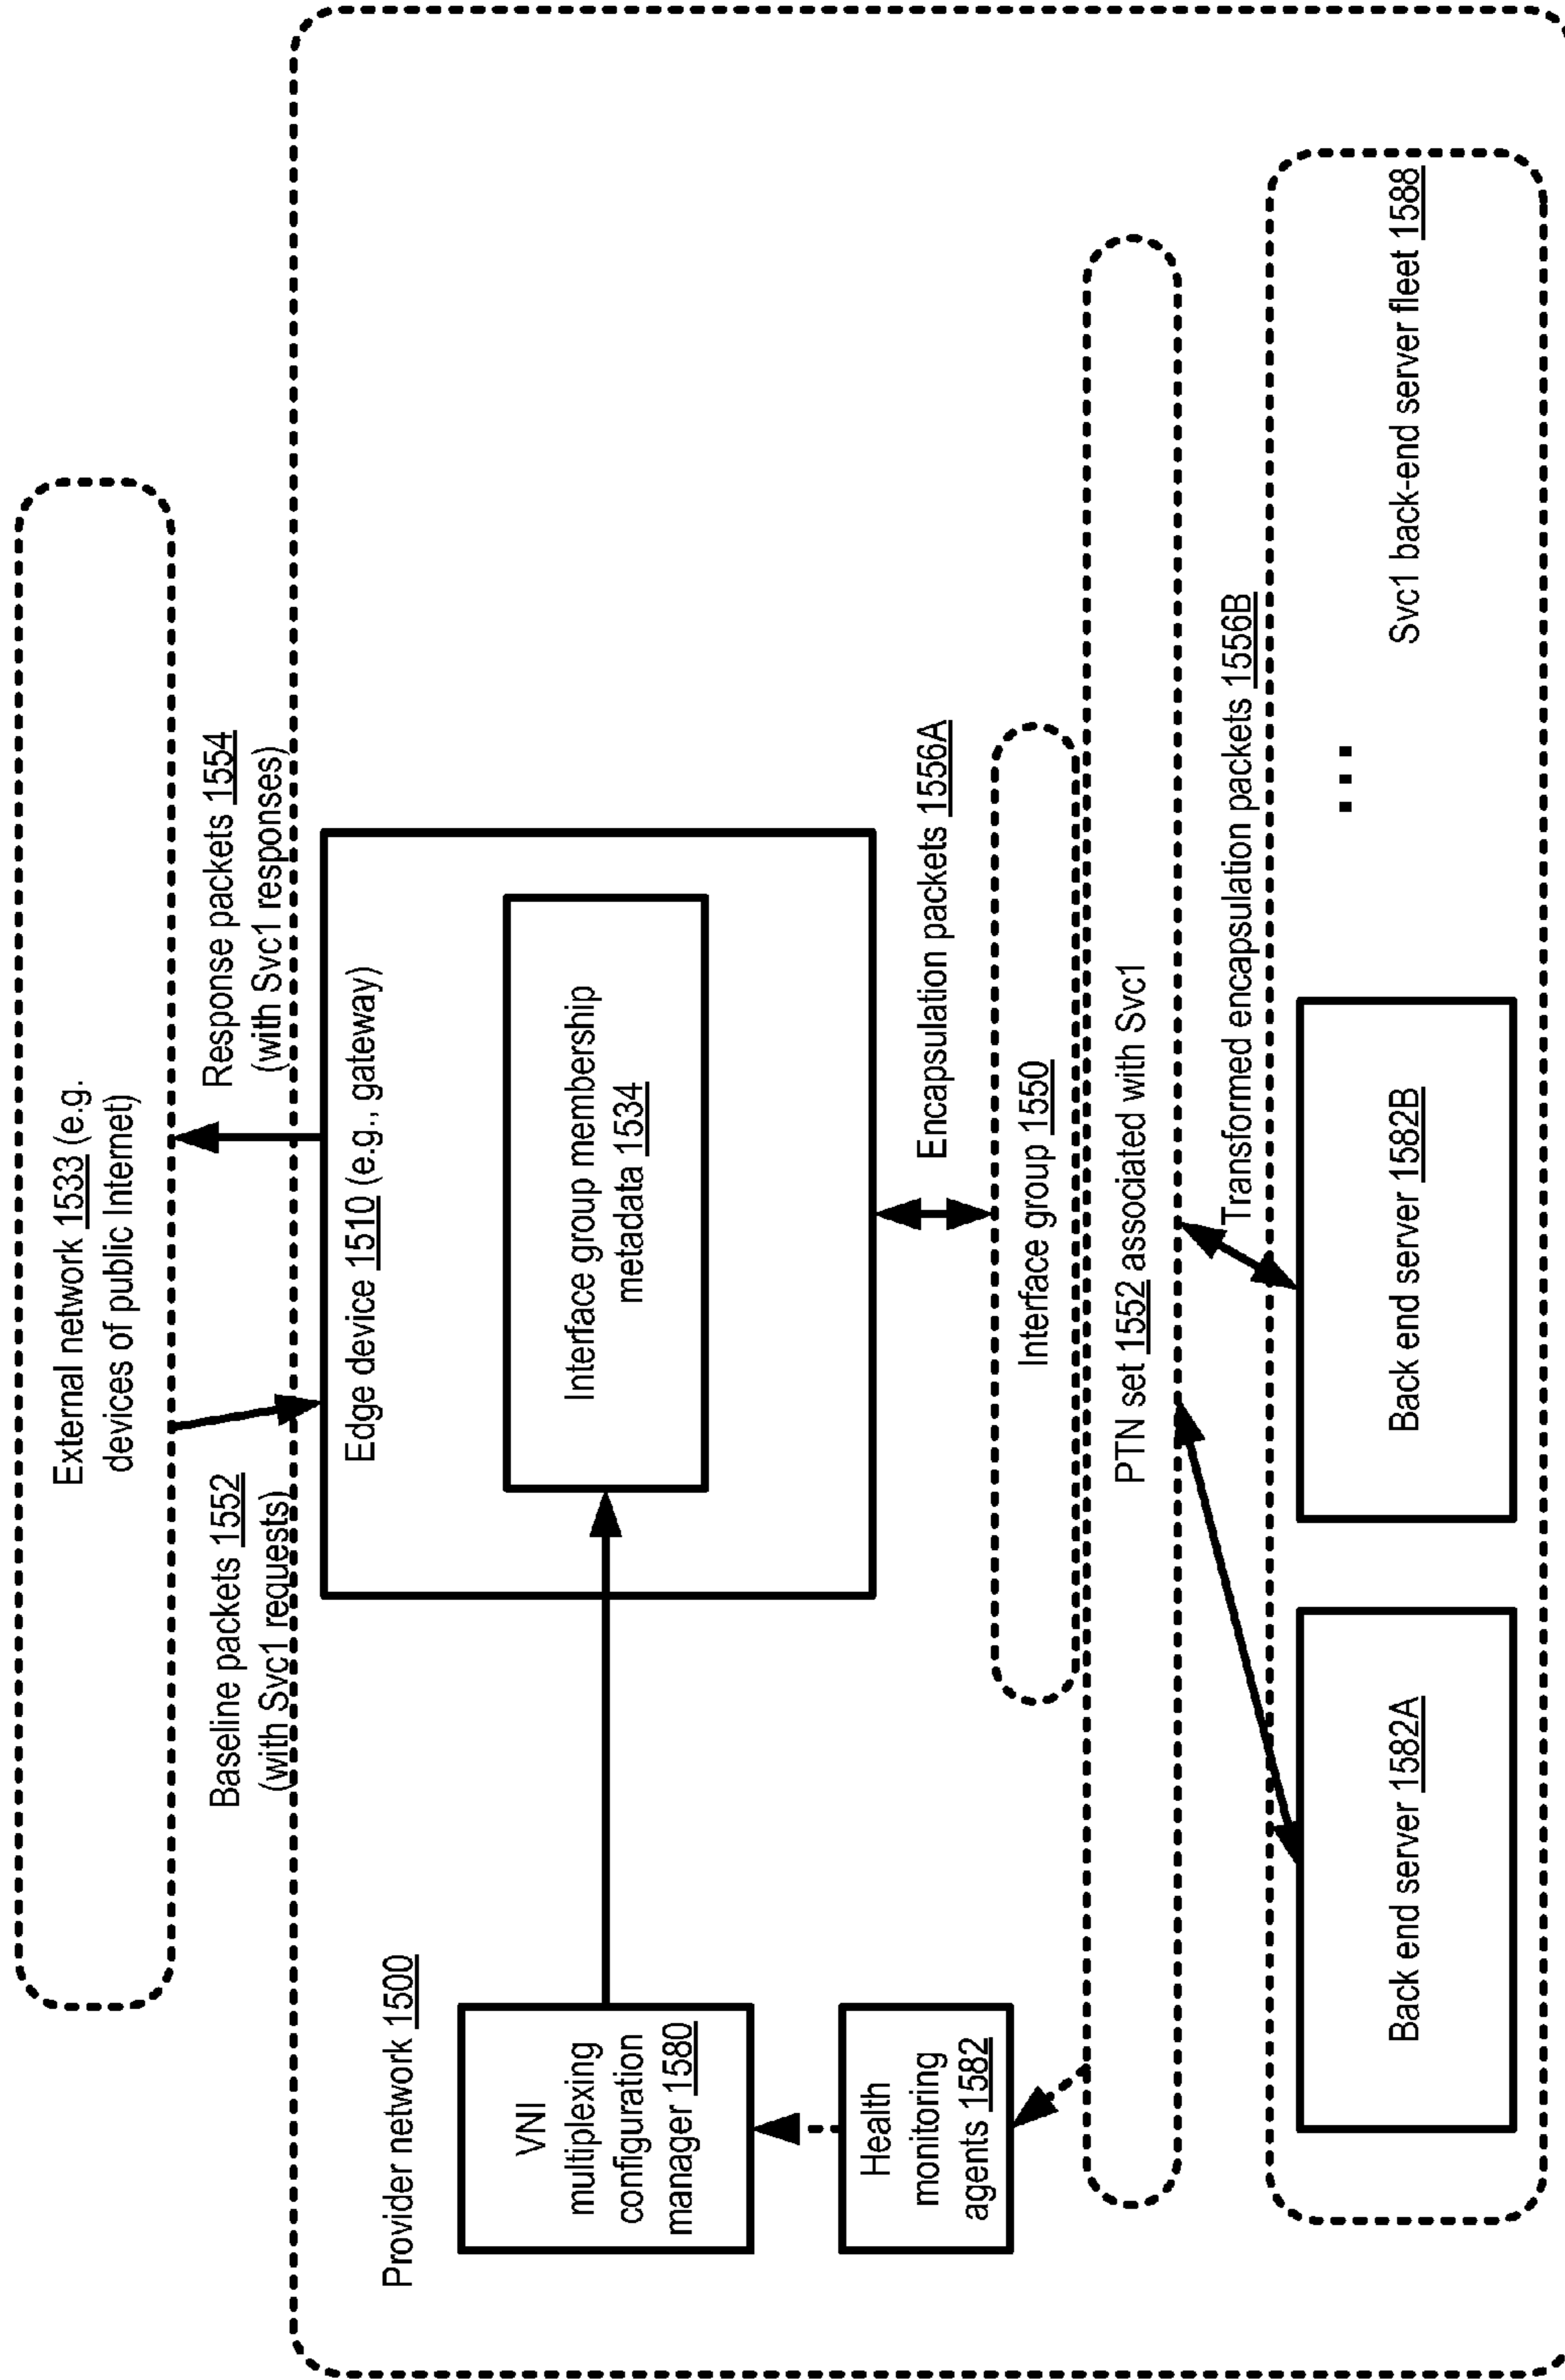 External network 1533 (e.g.
devices of public Internet)
Baseline packets 1552
(with Svc1 requests)
Response packets 1554
(with Svc1 responses)
Provider network 1500
VNI
multiplexing
configuration
manager 1580
Edge device 1510 (e.g., gateway)
Interface group membership
metadata 1534
Health
monitoring
agents 1582
Encapsulation packets 1556A
Interface group 1550
PTN set 1552 associated with Svc1
Transformed encapsulation packets 1556B
Back end server 1582A
Back end server 1582B
...
Svc1 back-end server fleet 1588